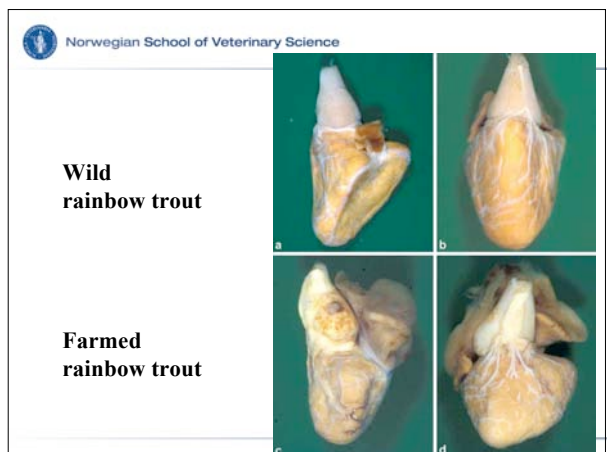 Norwegian School of Veterinary Science
Wild
rainbow trout
a
b
Farmed
rainbow trout
c
d